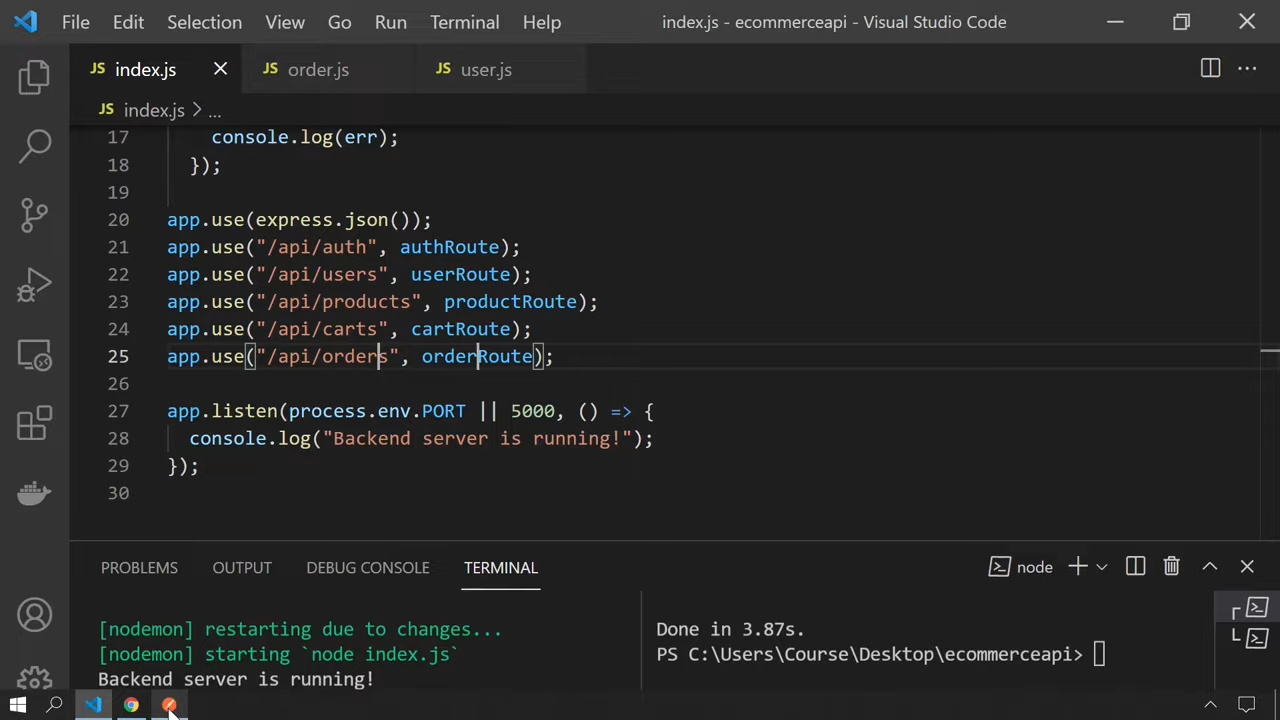 File Edit Selection View Go Run Terminal Help index.js - ecommerceapi - Visual Studio Code
JS index.js JS order.js JS user.js
JS index.js > ...
17 console.log(err);
18 });
19
20 app.use(express.json());
21 app.use("/api/auth", authRoute);
22 app.use("/api/users", userRoute);
23 app.use("/api/products", productRoute);
24 app.use("/api/carts", cartRoute);
25 app.use("/api/orders", orderRoute);
26
27 app.listen(process.env.PORT || 5000, () => {
28 console.log("Backend server is running!");
29 });
30
PROBLEMS OUTPUT DEBUG CONSOLE TERMINAL node
[nodemon] restarting due to changes...
[nodemon] starting `node index.js`
Backend server is running!
Done in 3.87s.
PS C:\Users\Course\Desktop\ecommerceapi>